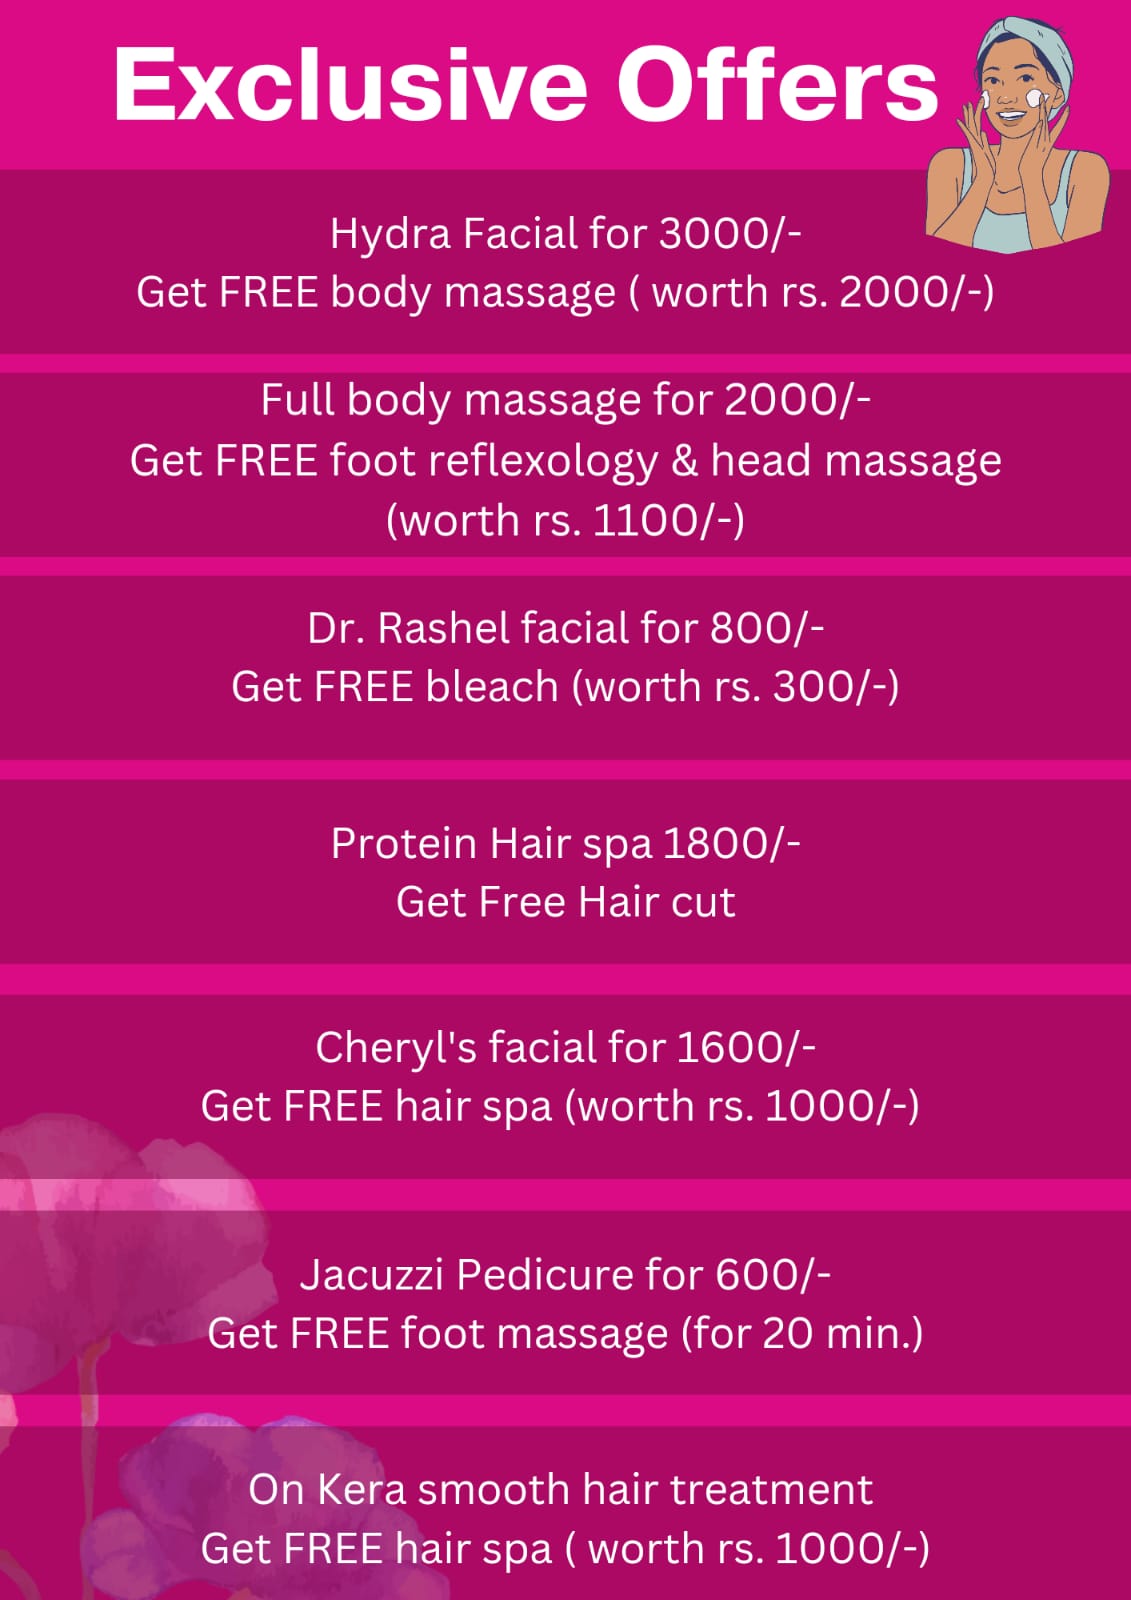 Exclusive Offers
Hydra Facial for 3000/-
Get FREE body massage ( worth rs. 2000/-)
Full body massage for 2000/-
Get FREE foot reflexology & head massage
(worth rs. 1100/-)
Dr. Rashel facial for 800/-
Get FREE bleach (worth rs. 300/-)
Protein Hair spa 1800/-
Get Free Hair cut
Cheryl's facial for 1600/-
Get FREE hair spa (worth rs. 1000/-)
Jacuzzi Pedicure for 600/-
Get FREE foot massage (for 20 min.)
On Kera smooth hair treatment
Get FREE hair spa ( worth rs. 1000/-)